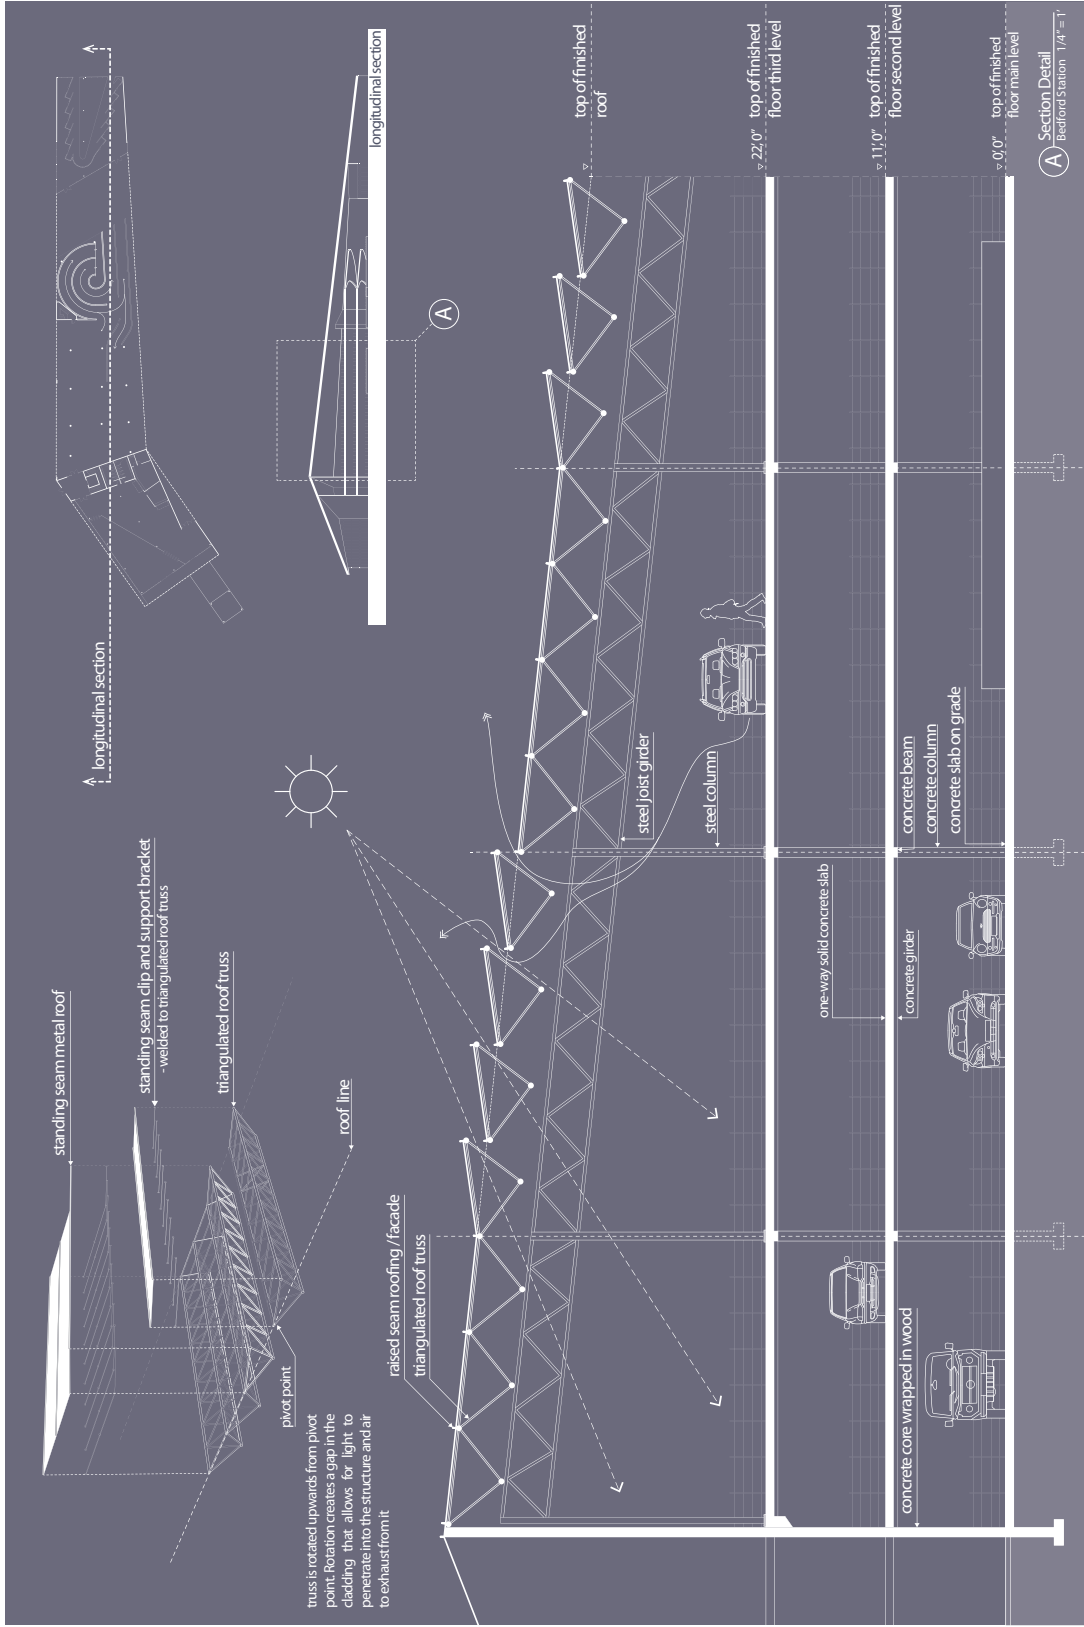 standing seam metal roof
standing seam clip and support bracket
- welded to triangulated roof truss
triangulated roof truss
roof line
pivot point
truss is rotated upwards from pivot
point. Rotation creates a gap in the
cladding that allows for light to
penetrate into the structure and air
to exhaust from it
longitudinal section
longitudinal section
A
raised seam roofing / facade
triangulated roof truss
steel joist girder
steel column
one-way solid concrete slab
concrete girder
concrete beam
concrete column
concrete slab on grade
concrete core wrapped in wood
top of finished
roof
22', 0"
top of finished
floor third level
11', 0"
top of finished
floor second level
0', 0"
top of finished
floor main level
A
Section Detail
Bedford Station 1/4" = 1'